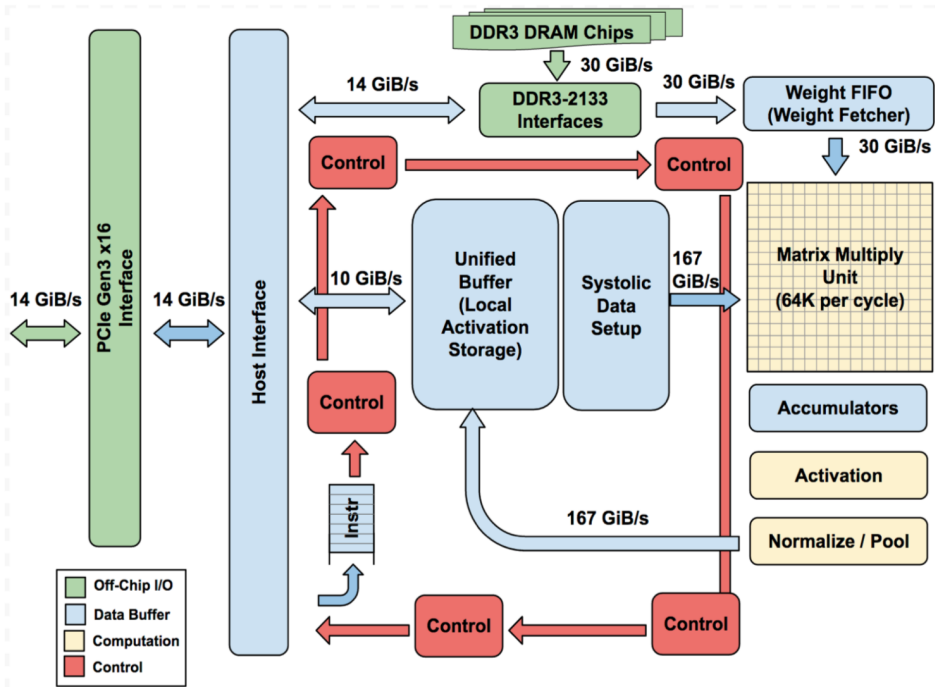 DDR3 DRAM Chips
30 GiB/s
14 GiB/s
DDR3-2133
Interfaces
30 GiB/s
Weight FIFO
(Weight Fetcher)
30 GiB/s
Control
Control
PCIe Gen3 x16
Interface
14 GiB/s
14 GiB/s
Host Interface
10 GiB/s
Unified
Buffer
(Local
Activation
Storage)
Systolic
Data
Setup
167
GiB/s
Matrix Multiply
Unit
(64K per cycle)
Control
Accumulators
Activation
Instr
167 GiB/s
Normalize / Pool
Off-Chip I/O
Data Buffer
Computation
Control
Control
Control